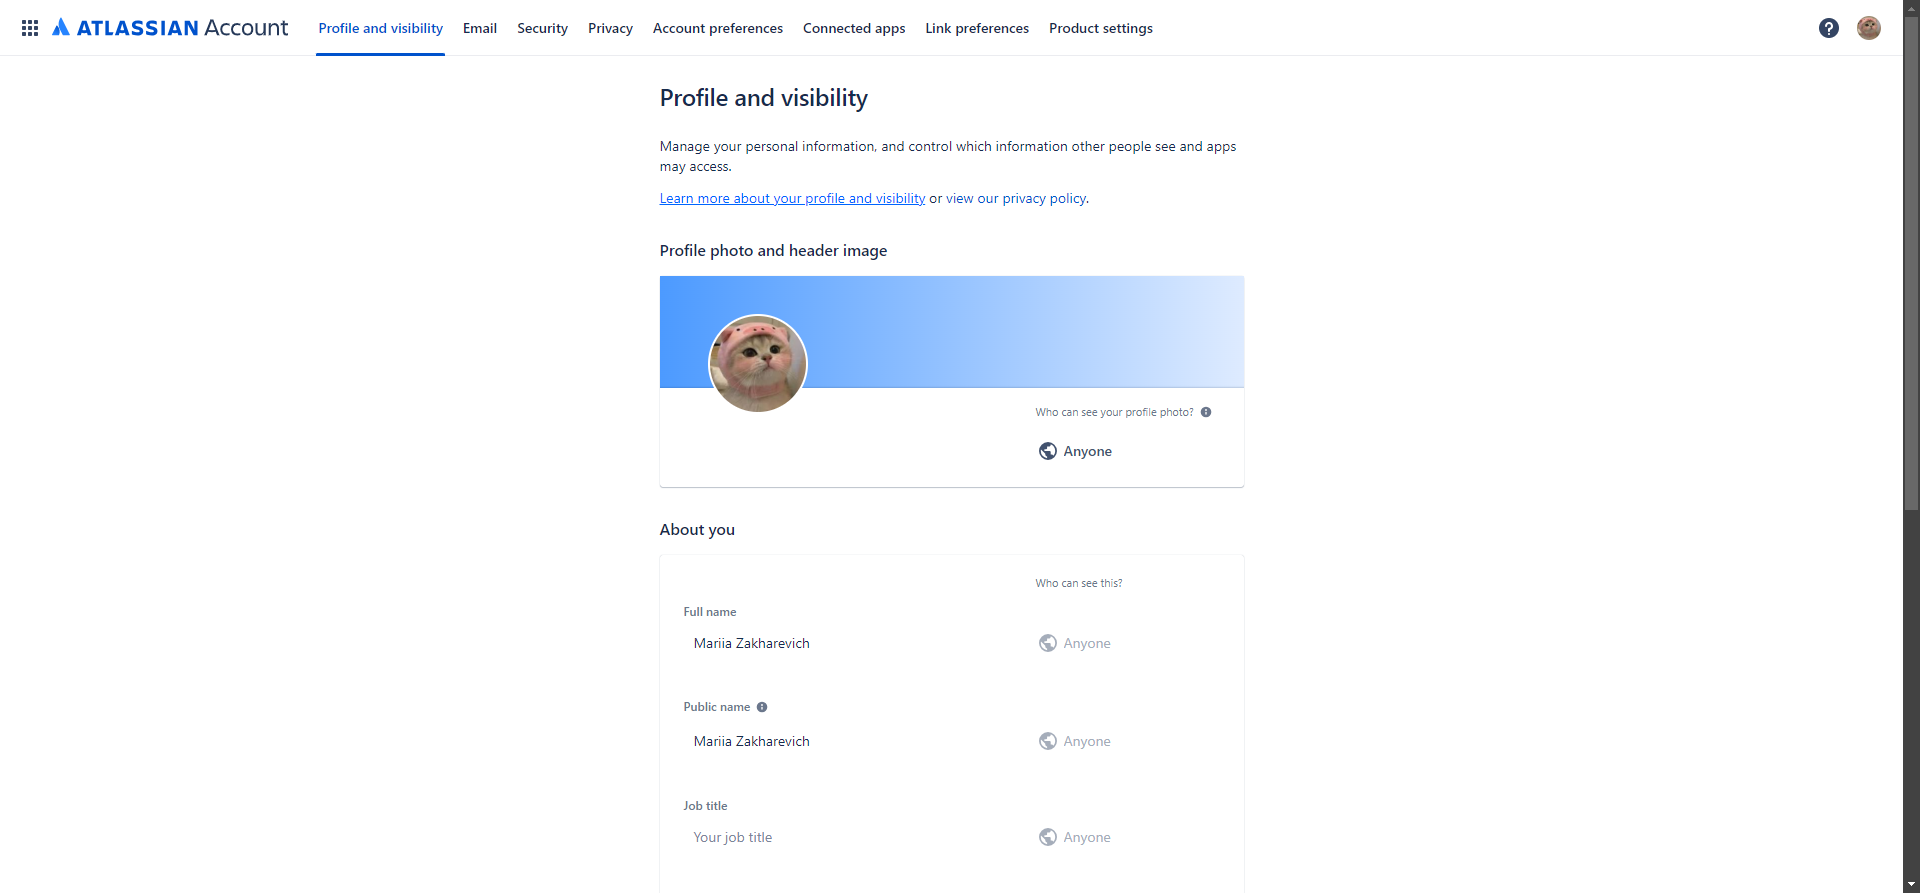 ATLASSIAN Account
Profile and visibility
Email
Security
Privacy
Account preferences
Connected apps
Link preferences
Product settings
Profile and visibility
Manage your personal information, and control which information other people see and apps
may access.
Learn more about your profile and visibility or view our privacy policy.
Profile photo and header image
Who can see your profile photo?
Anyone
About you
Who can see this?
Full name
Mariia Zakharevich
Anyone
Public name
Mariia Zakharevich
Anyone
Job title
Your job title
Anyone